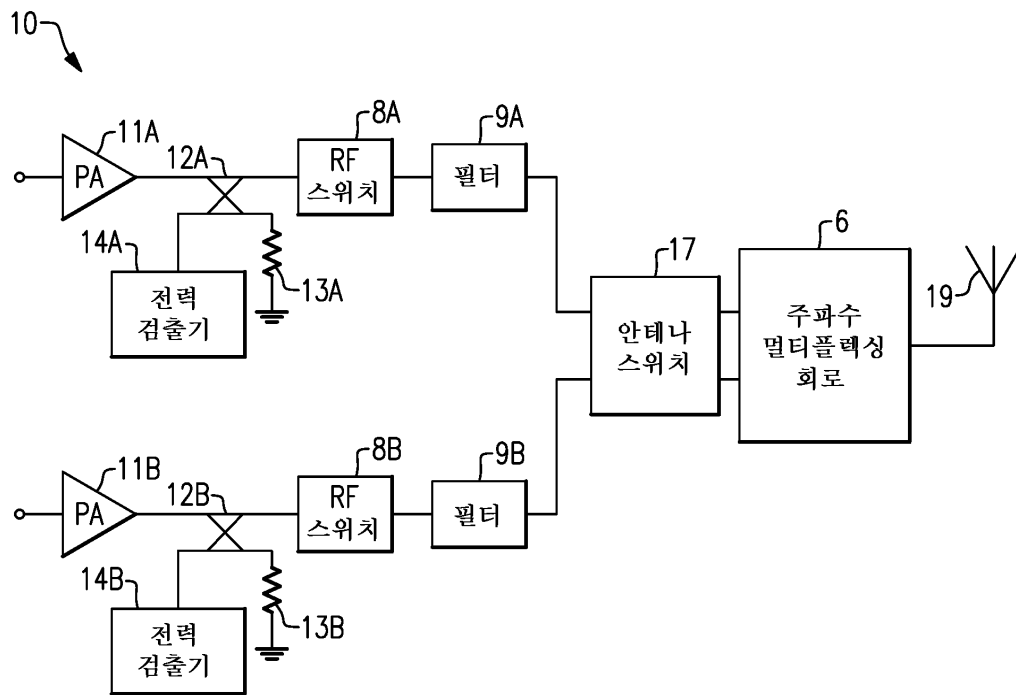 10
11A
PA
12A
8A
RF
스위치
9A
필터
14A
전력
검출기
13A
17
안테나
스위치
6
주파수
멀티플렉싱
회로
19
11B
PA
12B
8B
RF
스위치
9B
필터
14B
전력
검출기
13B